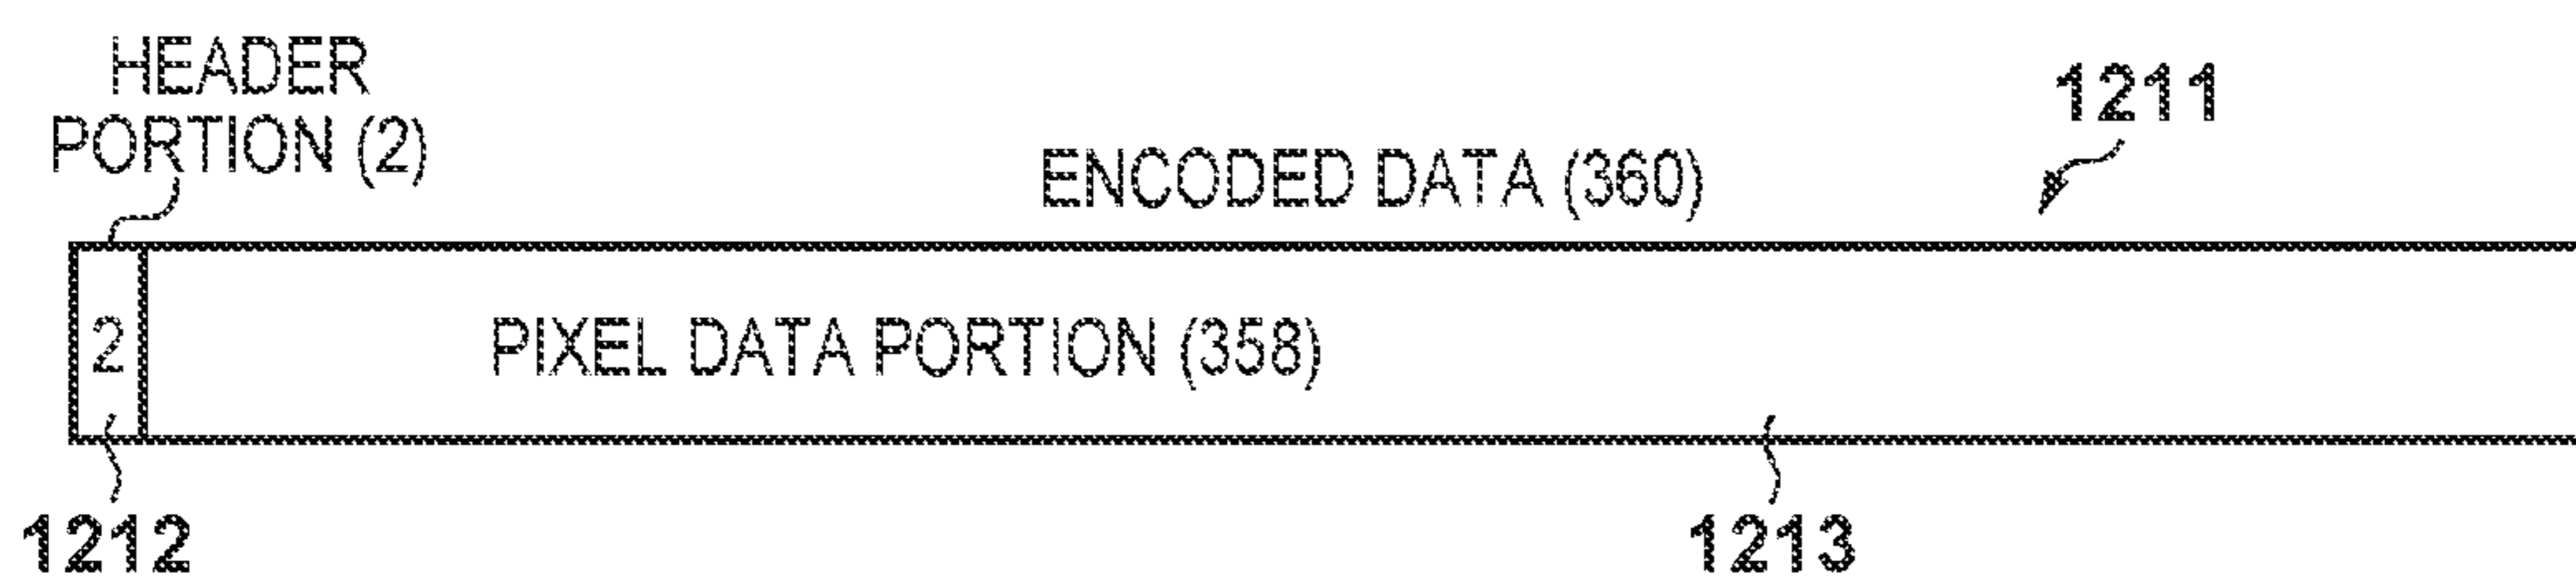 HEADER
PORTION (2)
ENCODED DATA (360)
1211
2
PIXEL DATA PORTION (358)
1212
1213